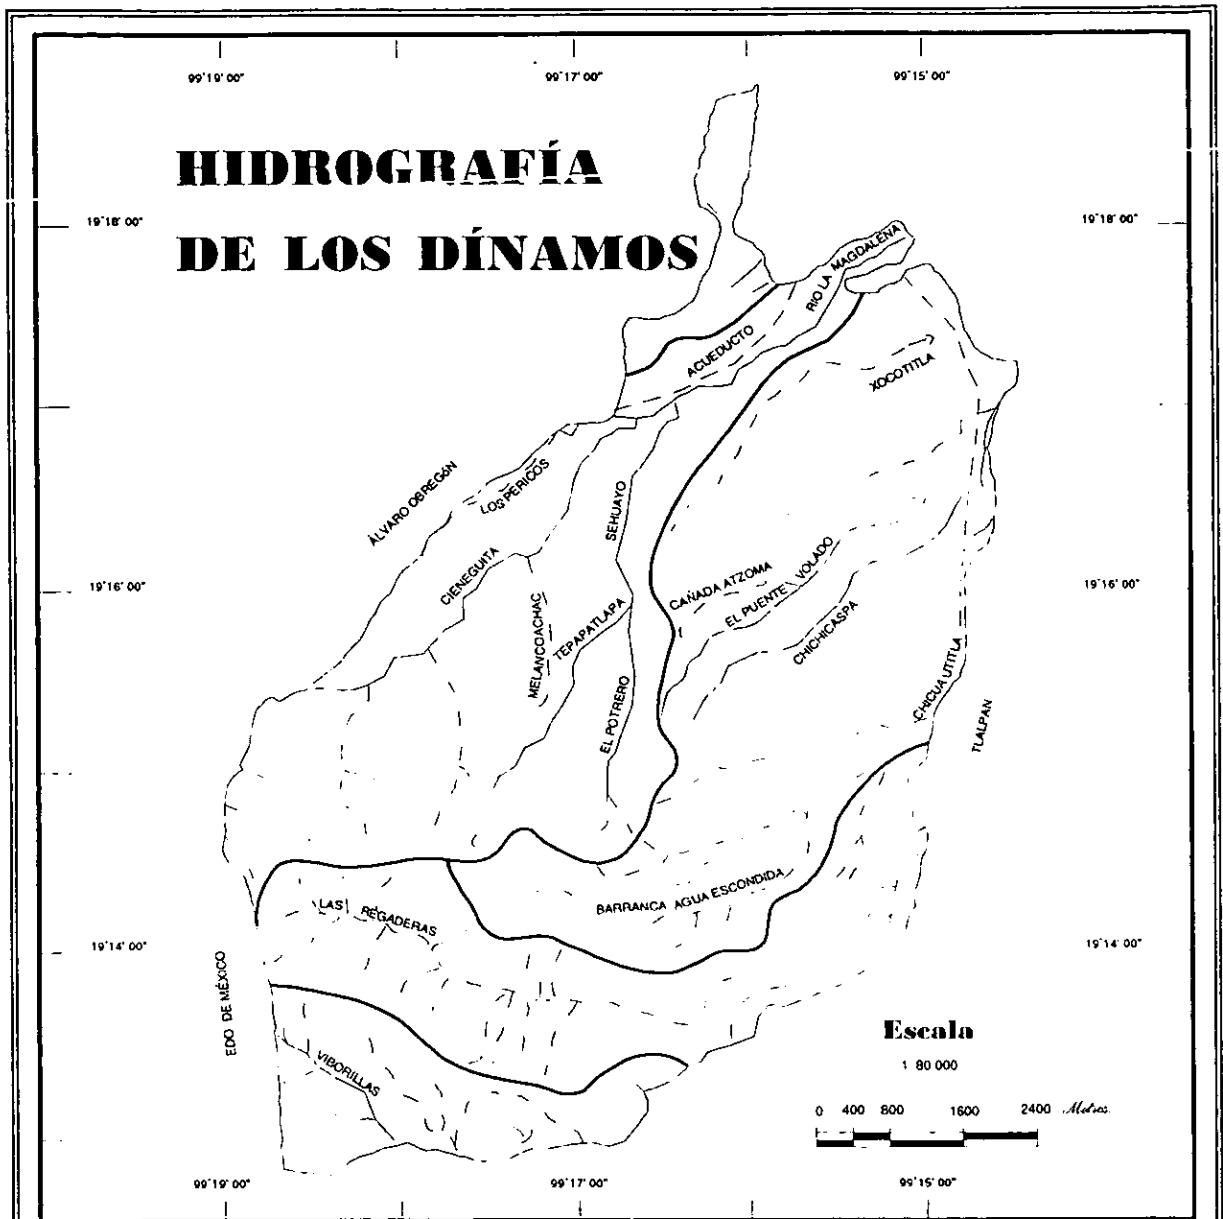 99°19' 00"
99°17' 00"
99°15' 00"
HIDROGRAFÍA
DE LOS DÍNAMOS
19°18' 00"
19°18' 00"
RIO LA MAGDALENA
ACUEDUCTO
XOCOTITLA
ÁLVARO OBREGÓN
LOS PERICOS
SEHUAYO
CIENEGUITA
19°16' 00"
19°16' 00"
CAÑADA ATZOMA
EL PUENTE VOLADO
MELANCOACHAC
TEPAPATLAPA
CHICHICASPA
EL POTRERO
CHICUAUTITLA
TLALPAN
BARRANCA AGUA ESCONDIDA
LAS REGADERAS
19°14' 00"
19°14' 00"
EDO DE MÉXICO
VIBORILLAS
Escala
1 80 000
0 400 800 1600 2400 Metros
99°19' 00"
99°17' 00"
99°15' 00"